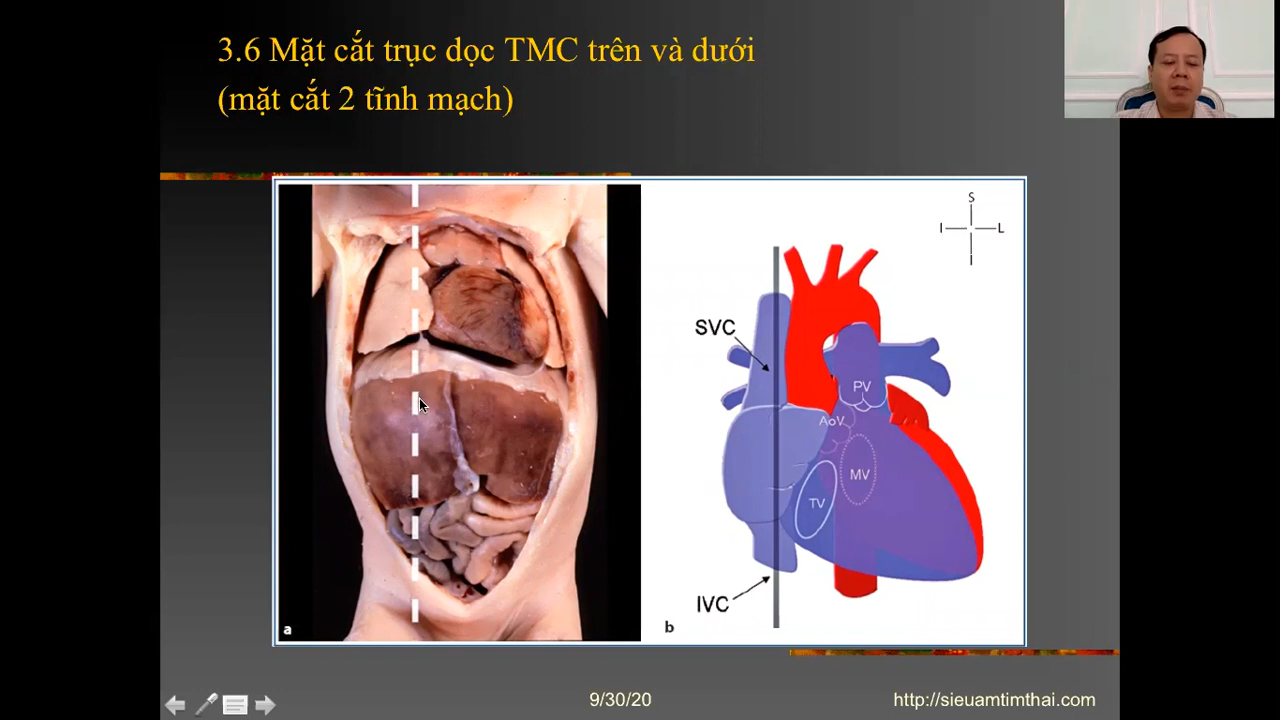 3.6 Mặt cắt trục dọc TMC trên và dưới
(mặt cắt 2 tĩnh mạch)
S
I
L
I
SVC
PV
AoV
MV
TV
IVC
a
b
9/30/20
http://sieuamtimthai.com